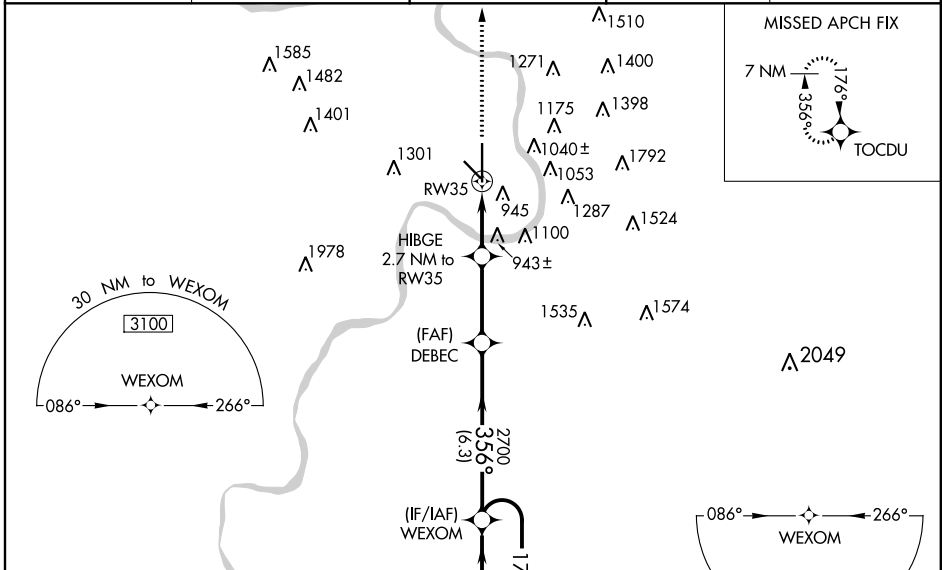 1510
MISSED APCH FIX
7 NM
176°
356°
TOCDU
1585
1482
1401
1271
1400
1175
1398
1040±
1301
1792
1053
RW35
945
1287
1524
1100
943±
HIBGE
2.7 NM to
RW35
1978
30 NM to WEXOM
3100
WEXOM
086°
266°
1535
1574
(FAF)
DEBEC
2049
2700
356°
(6.3)
(IF/IAF)
WEXOM
086°
266°
WEXOM